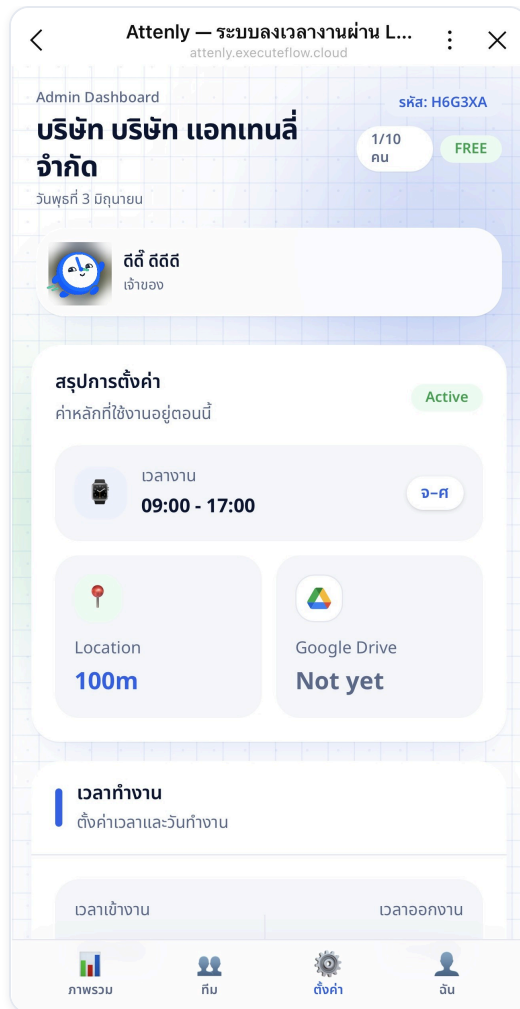 Attenly — ระบบลงเวลางานผ่าน L...
attenly.executeflow.cloud
Admin Dashboard
รหัส: H6G3XA
บริษัท บริษัท แอทเทนลี่
จำกัด
1/10
คน
FREE
วันพุธที่ 3 มิถุนายน
ดีดี๊ ดีดีดี
เจ้าของ
สรุปการตั้งค่า
ค่าหลักที่ใช้งานอยู่ตอนนี้
Active
เวลางาน
09:00 - 17:00
จ–ศ
Location
100m
Google Drive
Not yet
เวลาทำงาน
ตั้งค่าเวลาและวันทำงาน
เวลาเข้างาน
เวลาออกงาน
ภาพรวม
ทีม
ตั้งค่า
ฉัน